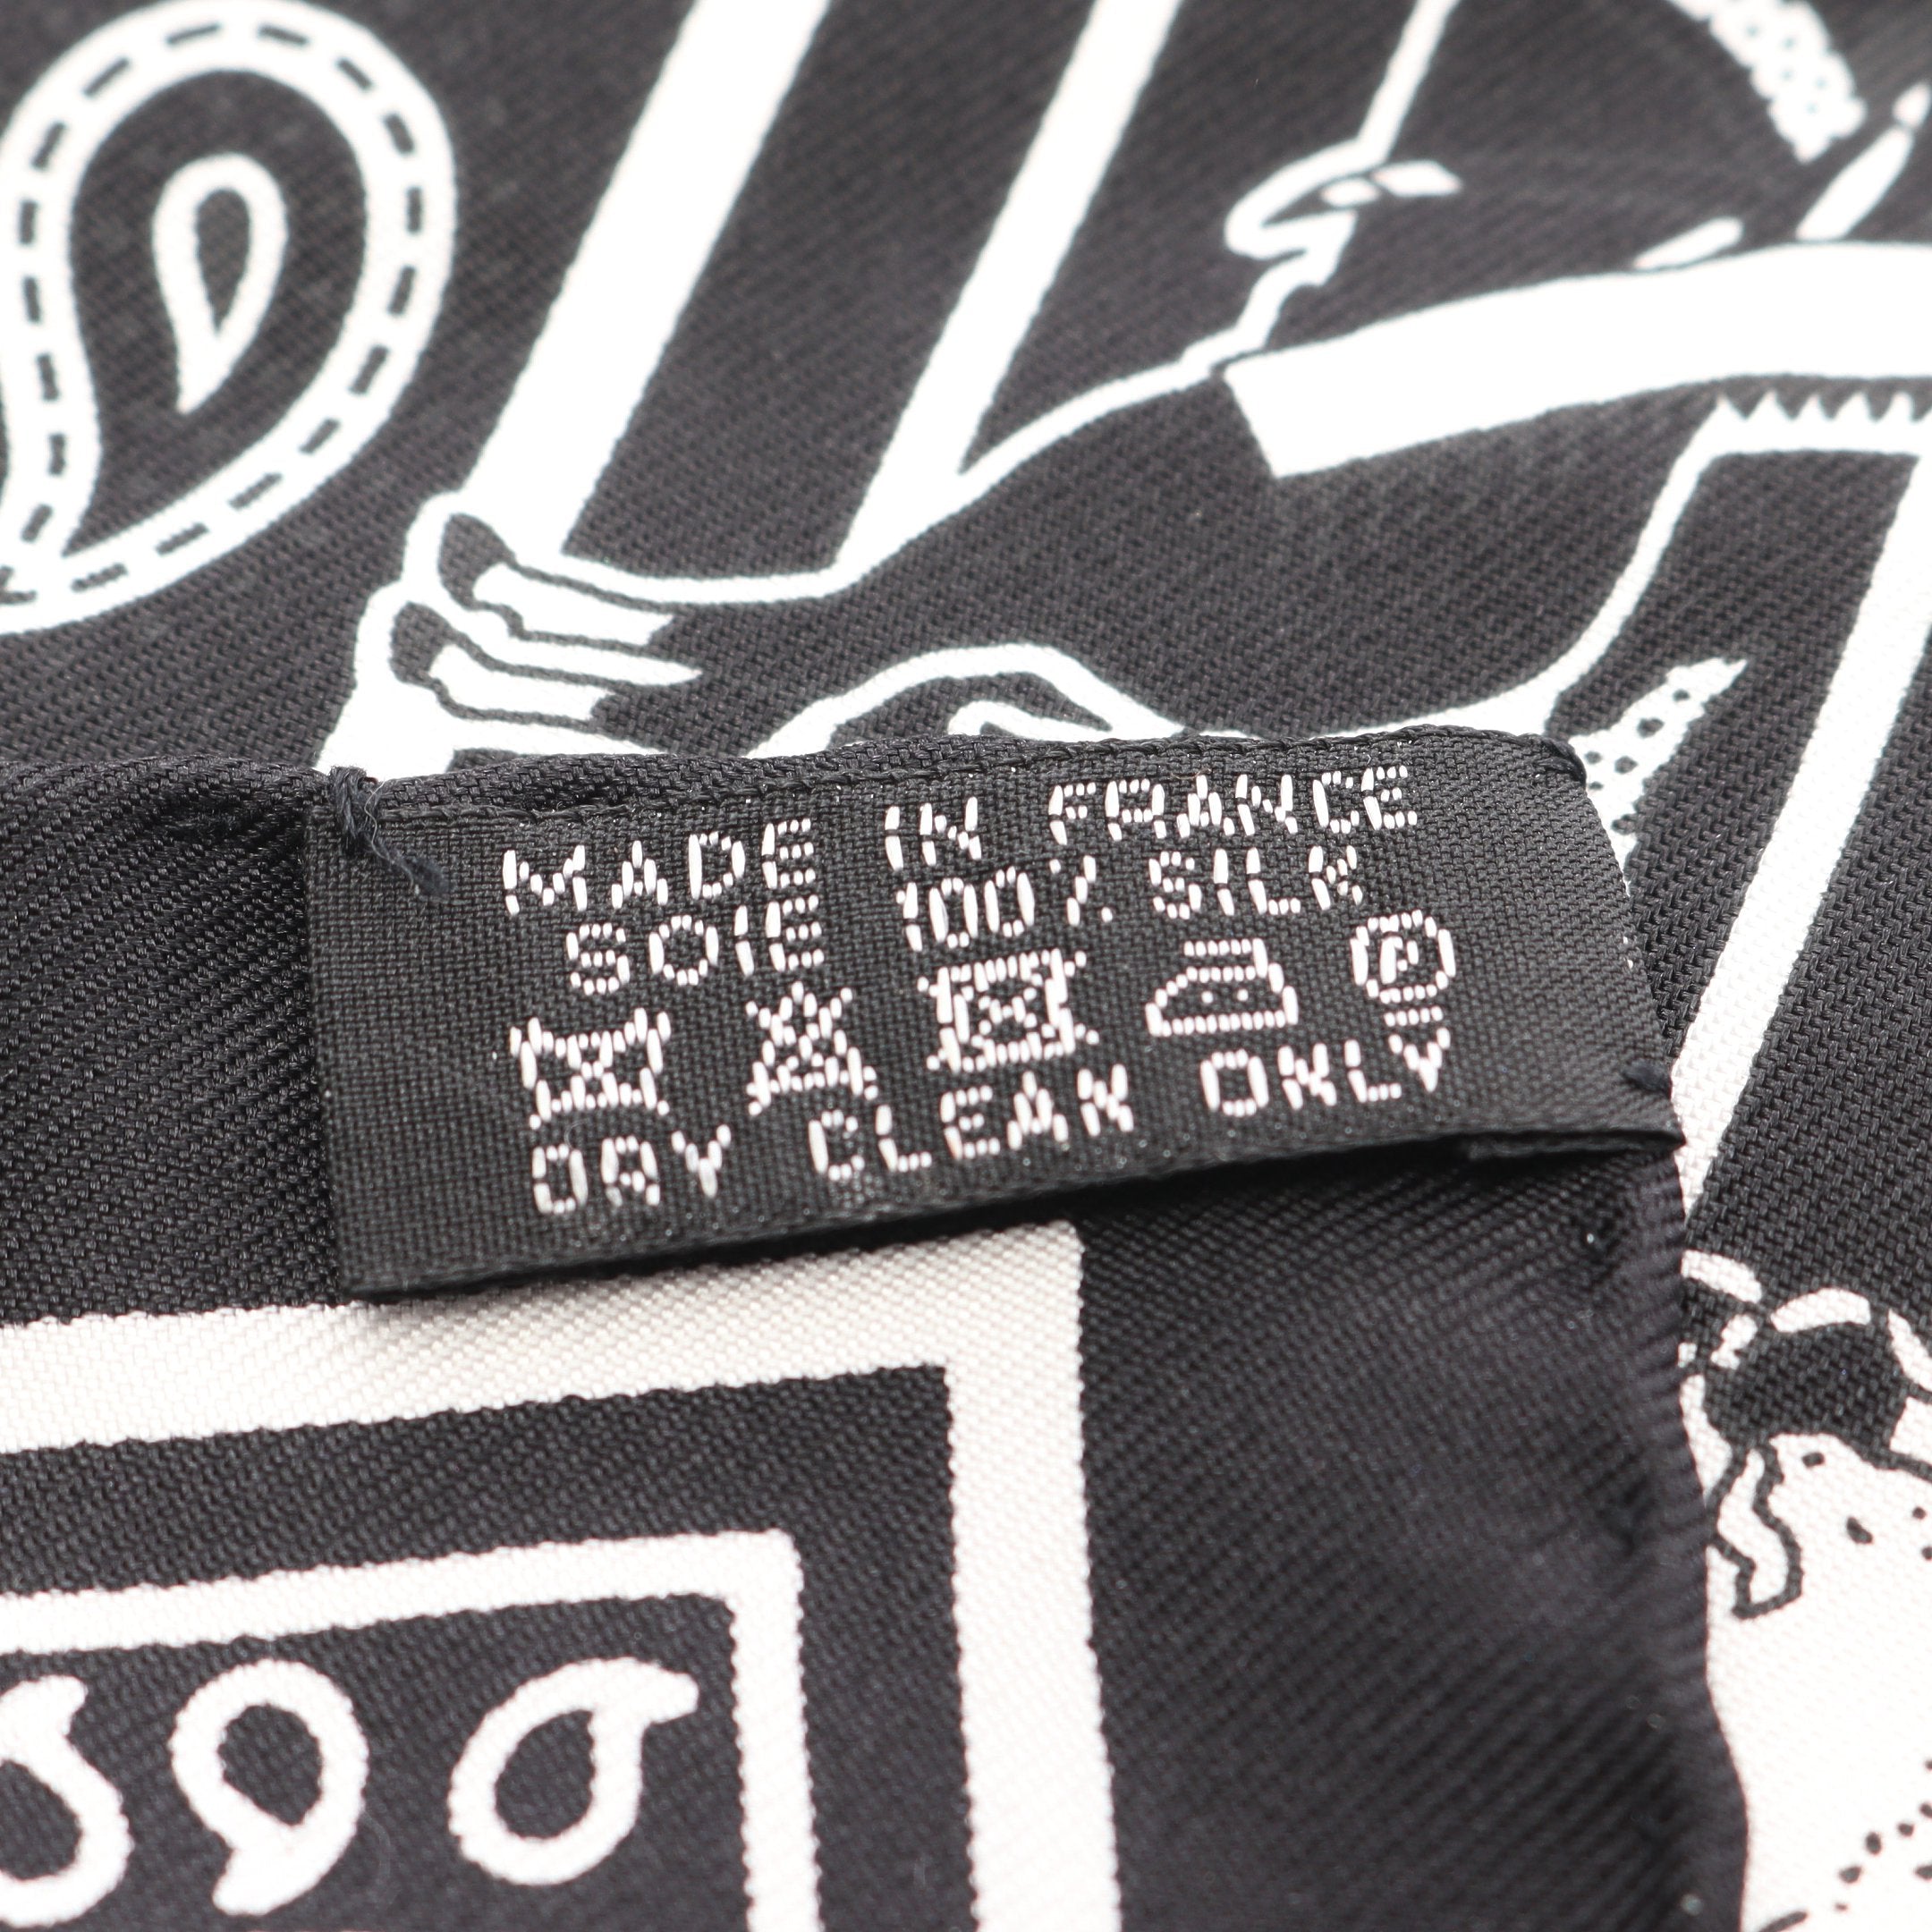 MADE IN FRANCE
SOIE 100% SILK
P
DRY CLEAN ONLY